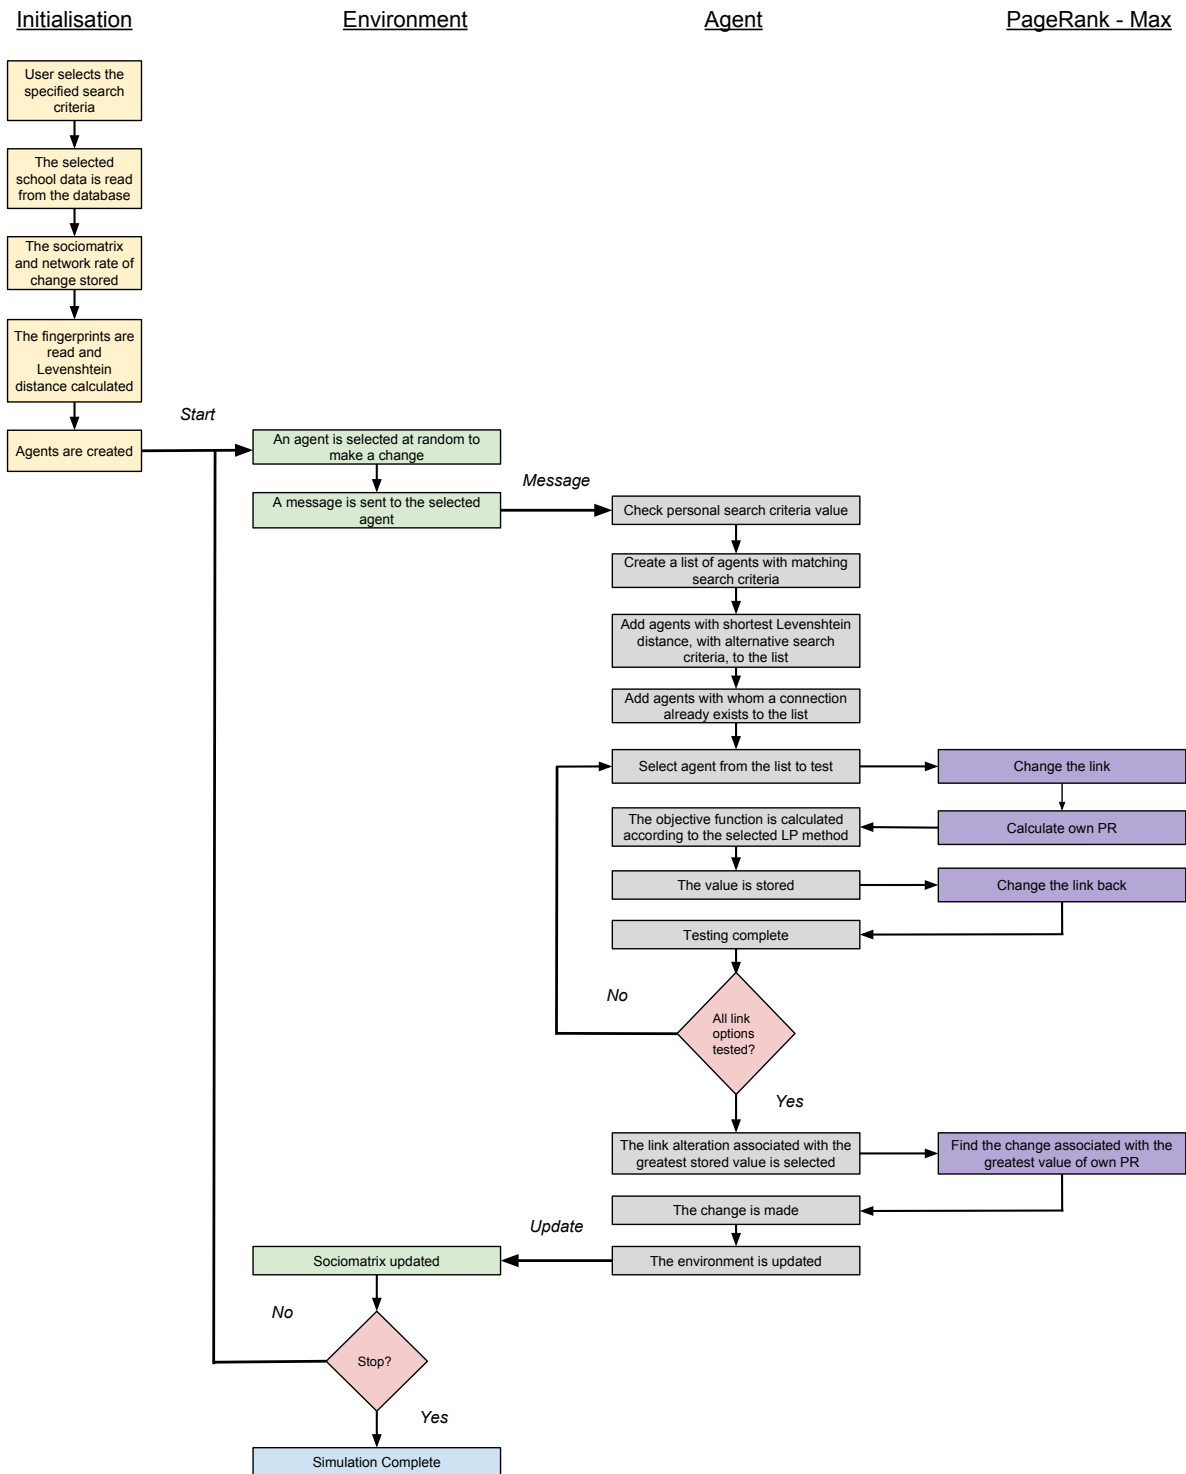 Initialisation
Environment
Agent
PageRank - Max
User selects the
specified search
criteria
The selected
school data is read
from the database
The sociomatrix
and network rate of
change stored
The fingerprints are
read and
Levenshtein
distance calculated
Agents are created
Start
An agent is selected at random to
make a change
A message is sent to the selected
agent
Message
Check personal search criteria value
Create a list of agents with matching
search criteria
Add agents with shortest Levenshtein
distance, with alternative search
criteria, to the list
Add agents with whom a connection
already exists to the list
Select agent from the list to test
Change the link
Calculate own PR
The objective function is calculated
according to the selected LP method
The value is stored
Change the link back
Testing complete
No
All link
options
tested?
Yes
The link alteration associated with the
greatest stored value is selected
Find the change associated with the
greatest value of own PR
The change is made
The environment is updated
Update
Sociomatrix updated
No
Stop?
Yes
Simulation Complete